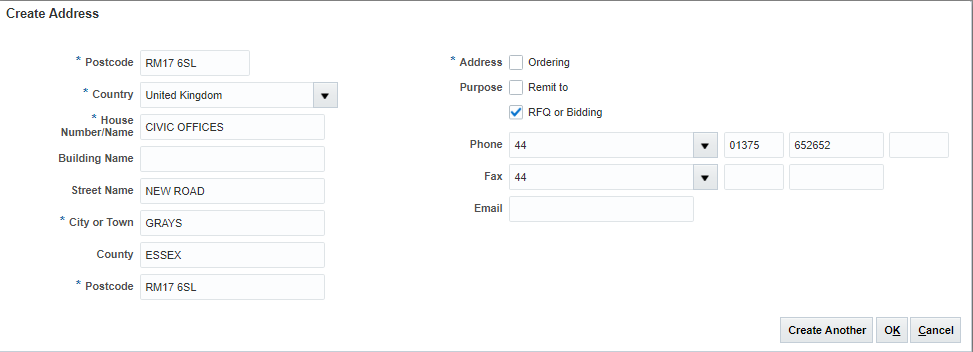 Create Address
* Postcode RM17 6SL
* Country United Kingdom
* House Number/Name CIVIC OFFICES
Building Name
Street Name NEW ROAD
* City or Town GRAYS
County ESSEX
* Postcode RM17 6SL
* Address Purpose
Ordering
Remit to
RFQ or Bidding
Phone 44 01375 652652
Fax 44
Email
Create Another OK Cancel